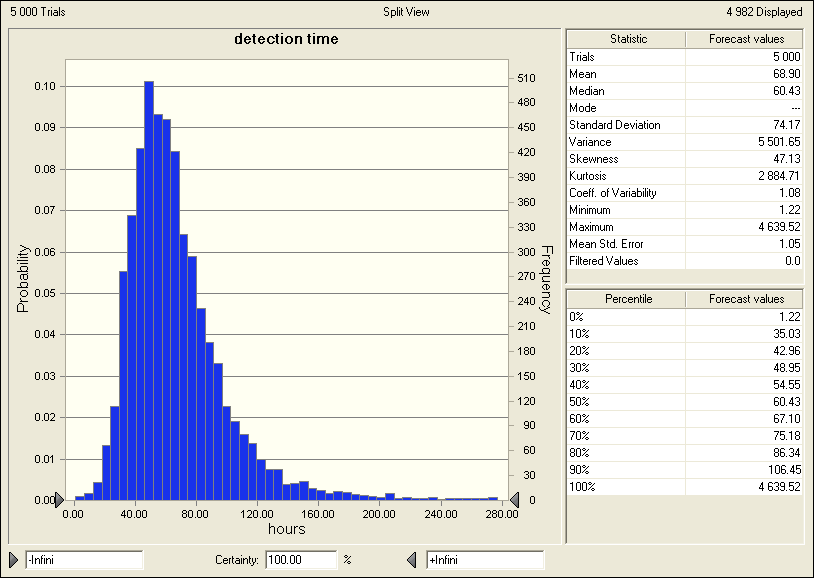 5 000 Trials Split View 4 982 Displayed
detection time
Probability
0.10
0.09
0.08
0.07
0.06
0.05
0.04
0.03
0.02
0.01
0.00
510
480
450
420
390
360
330
300
270
240
210
180
150
120
90
60
30
0
Frequency
0.00 40.00 80.00 120.00 160.00 200.00 240.00 280.00
hours
Statistic Forecast values
Trials 5 000
Mean 68.90
Median 60.43
Mode ---
Standard Deviation 74.17
Variance 5 501.65
Skewness 47.13
Kurtosis 2 884.71
Coeff. of Variability 1.08
Minimum 1.22
Maximum 4 639.52
Mean Std. Error 1.05
Filtered Values 0.0
Percentile Forecast values
0% 1.22
10% 35.03
20% 42.96
30% 48.95
40% 54.55
50% 60.43
60% 67.10
70% 75.18
80% 86.34
90% 106.45
100% 4 639.52
-Infini Certainty: 100.00 % +Infini